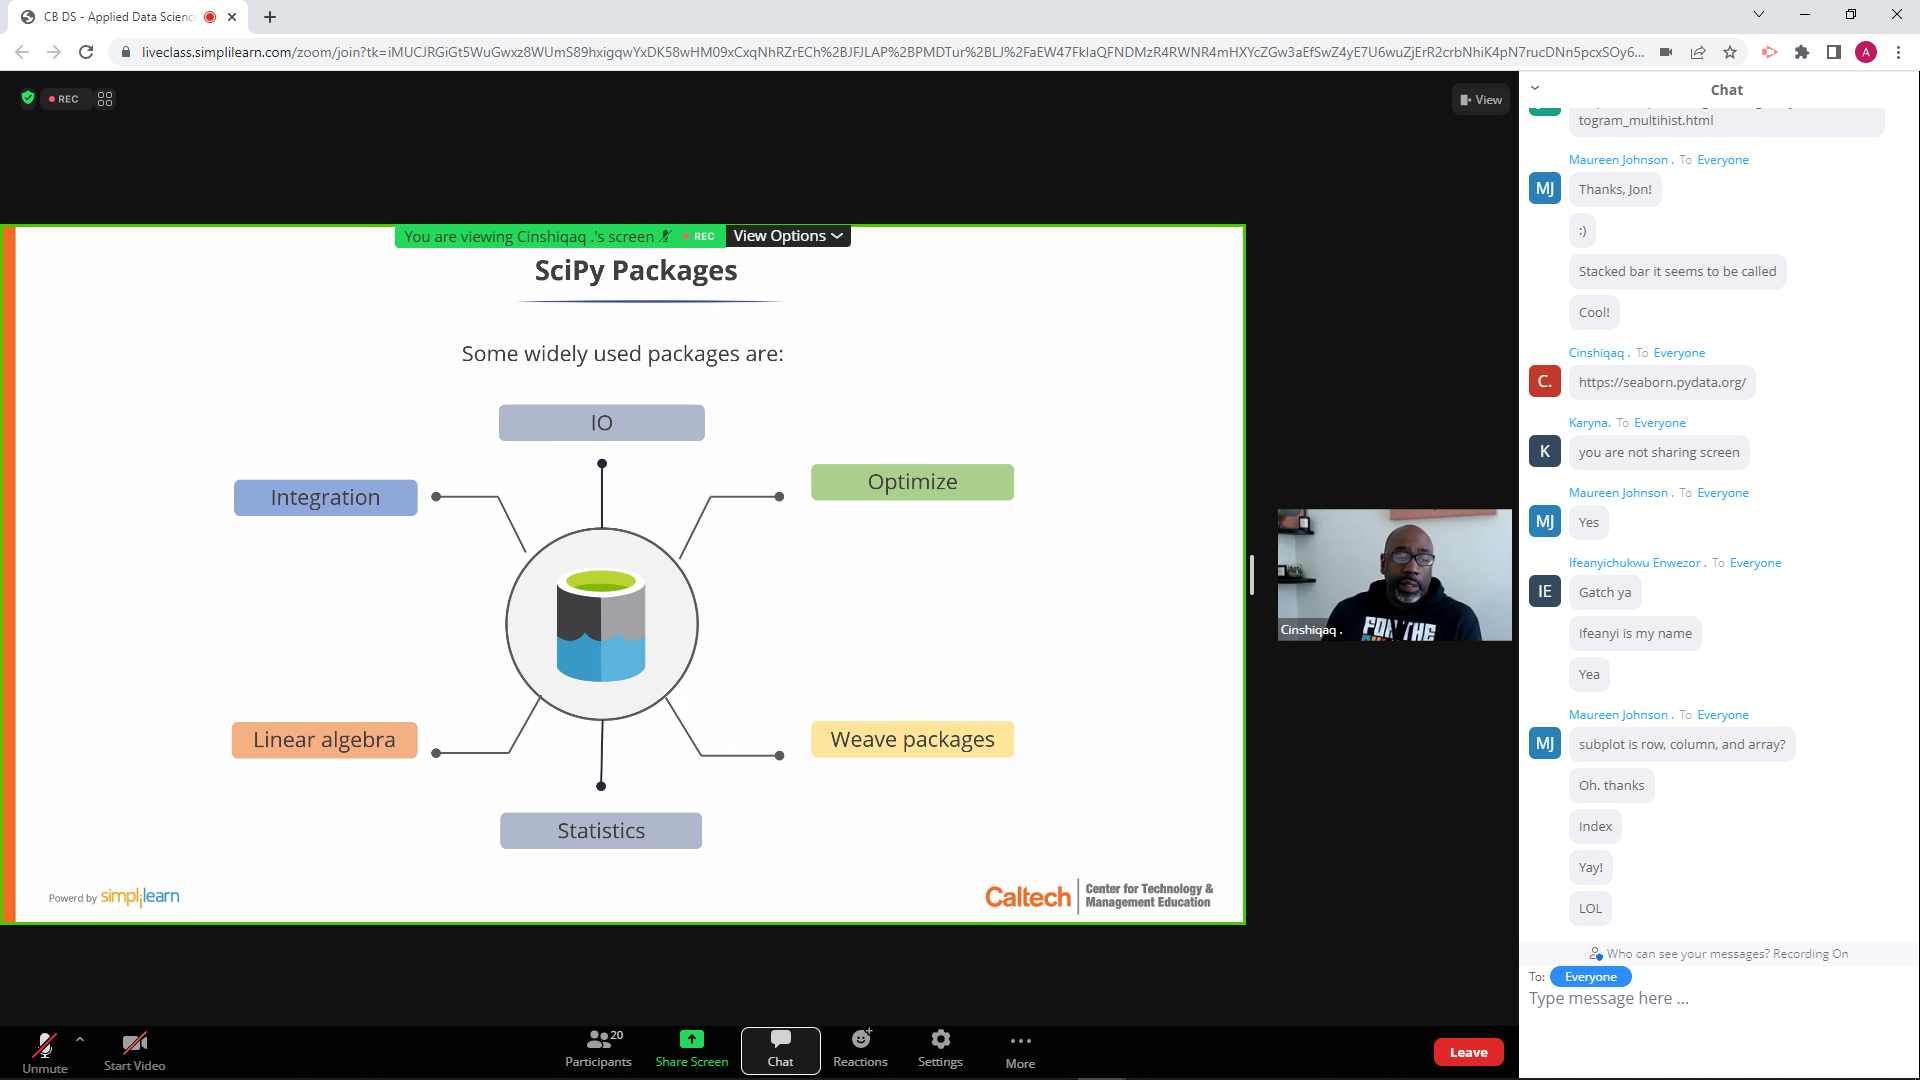 CB DS - Applied Data Scienc
liveclass.simplilearn.com/zoom/join?tk=iMUCJRGiGt5WuGwxz8WUmS89hxigqwYxDK58wHM09xCxqNhRZrECh%2BJFJLAP%2BPMDTur%2BLJ%2FaEW47FklaQFNDMzR4RWNR4mHXYcZGw3aEfSwZ4yE7U6wuZjErR2crbNhiK4pN7rucDNn5pcxSOy6...
A
REC
View
You are viewing Cinshiqaq .'s screen
REC
View Options
SciPy Packages
Some widely used packages are:
IO
Integration
Optimize
Linear algebra
Weave packages
Statistics
Powered by simplilearn
Caltech
Center for Technology &
Management Education
FOR THE
Cinshiqaq .
Chat
togram_multihist.html
Maureen Johnson . To Everyone
MJ
Thanks, Jon!
:)
Stacked bar it seems to be called
Cool!
Cinshiqaq . To Everyone
C.
https://seaborn.pydata.org/
Karyna. To Everyone
K
you are not sharing screen
Maureen Johnson . To Everyone
MJ
Yes
Ifeanyichukwu Enwezor . To Everyone
IE
Gatch ya
Ifeanyi is my name
Yea
Maureen Johnson . To Everyone
MJ
subplot is row, column, and array?
Oh. thanks
Index
Yay!
LOL
Who can see your messages? Recording On
To: Everyone
Type message here ...
Unmute
Start Video
20
Participants
Share Screen
Chat
Reactions
Settings
More
Leave